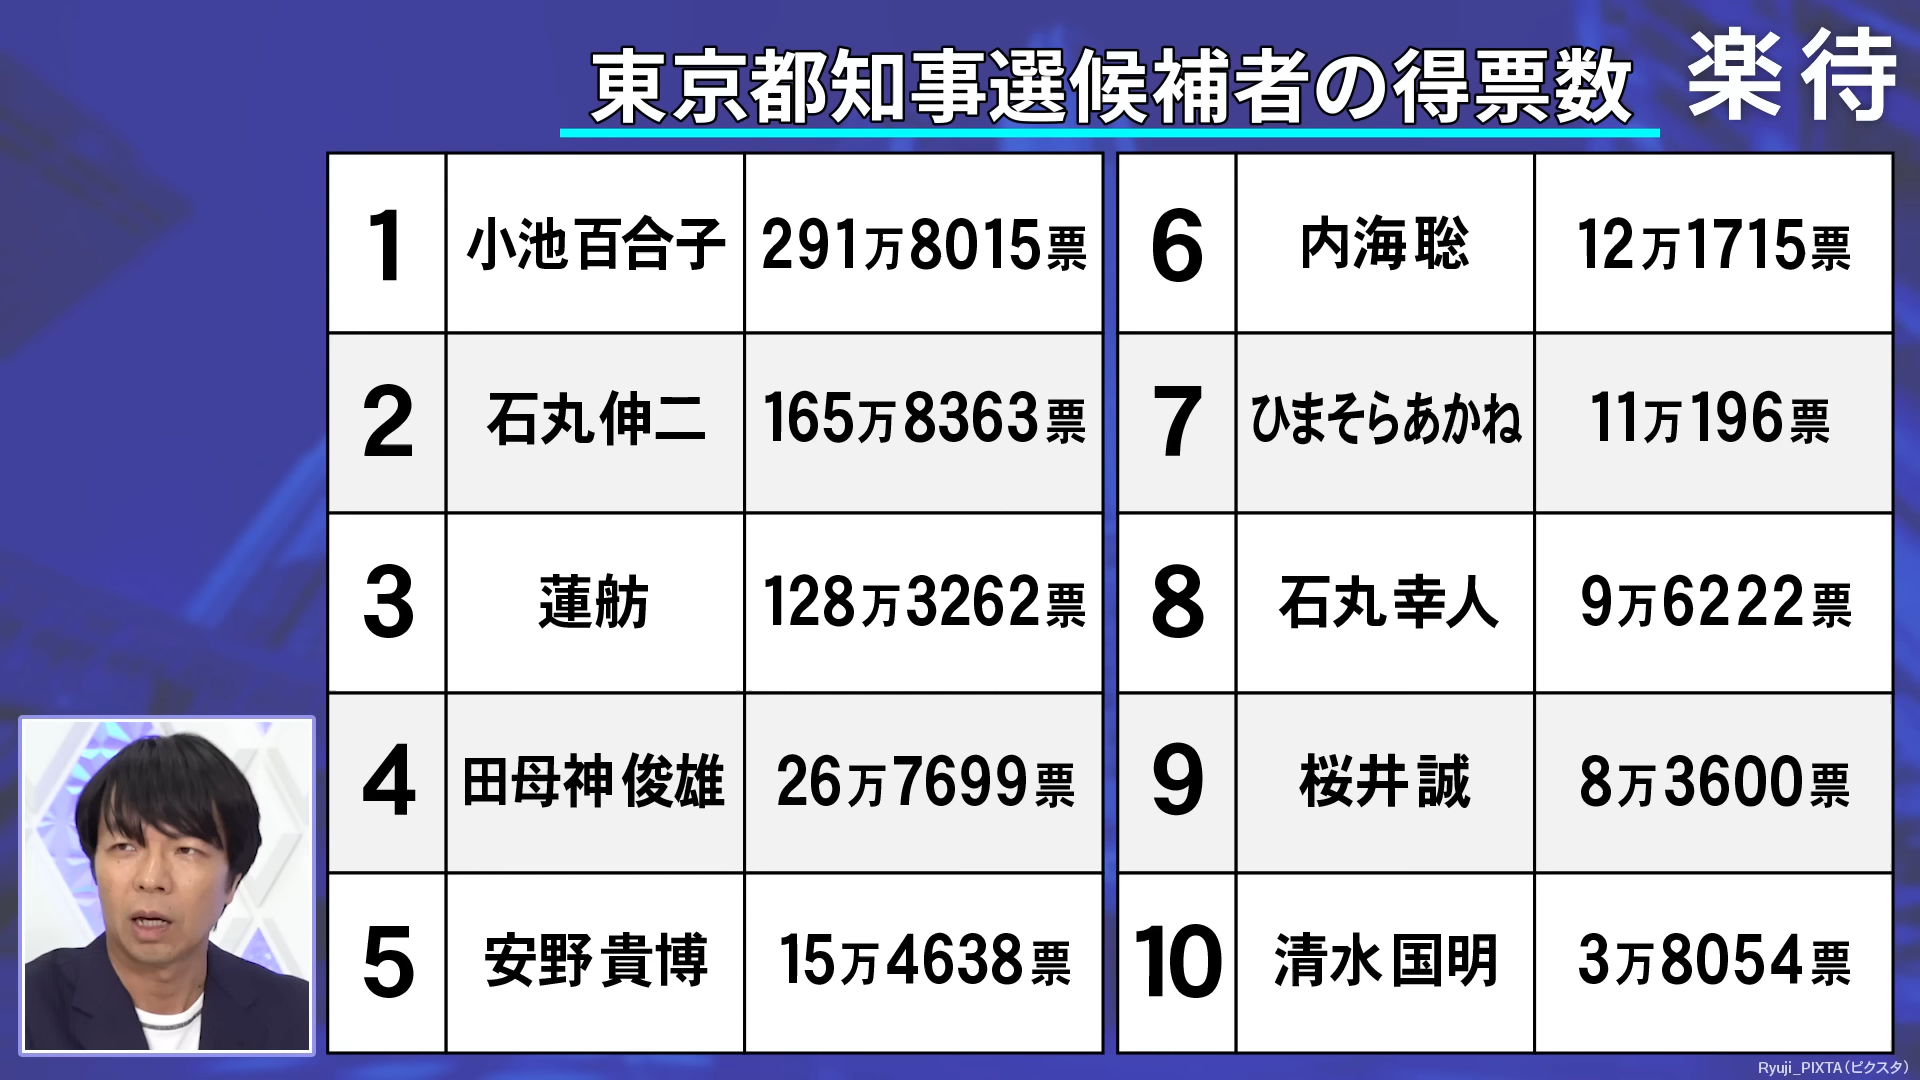 東京都知事選候補者の得票数
楽待
1 小池百合子 291万8015票
2 石丸伸二 165万8363票
3 蓮舫 128万3262票
4 田母神俊雄 26万7699票
5 安野貴博 15万4638票
6 内海聡 12万1715票
7 ひまそらあかね 11万196票
8 石丸幸人 9万6222票
9 桜井誠 8万3600票
10 清水国明 3万8054票
Ryuji_PIXTA(ピクスタ)